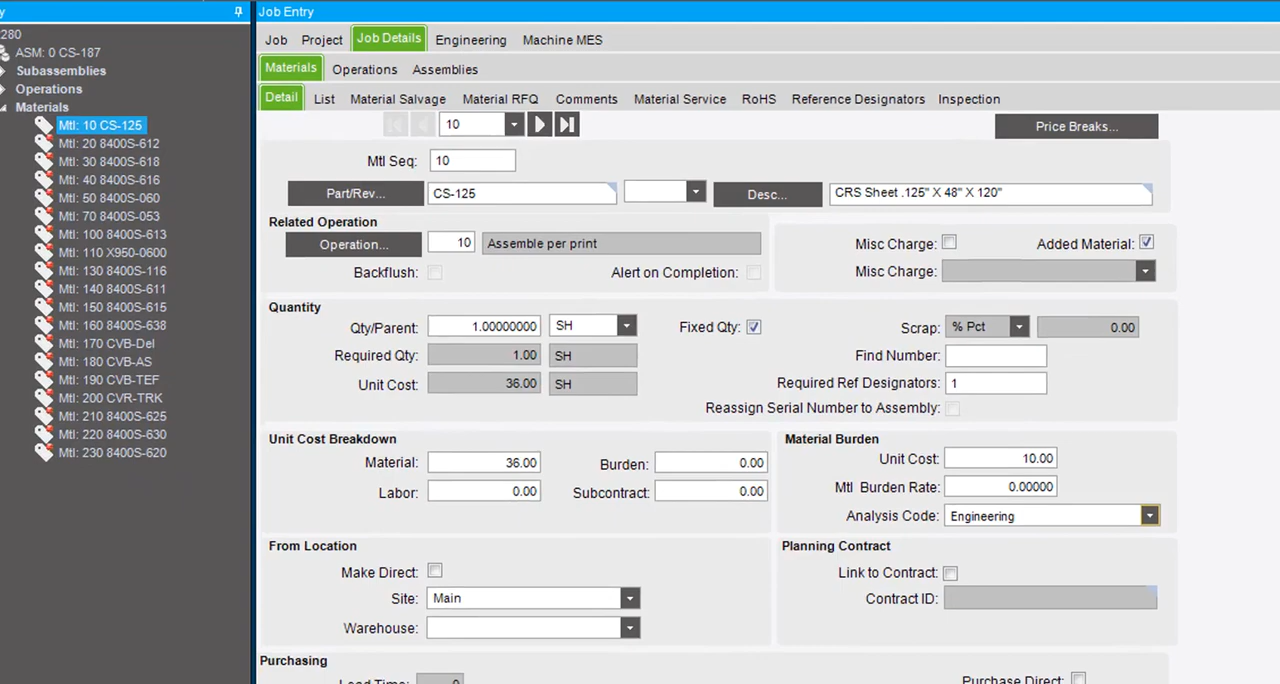 y
Job Entry
280
ASM: 0 CS-187
Subassemblies
Operations
Materials
Mtl: 10 CS-125
Mtl: 20 8400S-612
Mtl: 30 8400S-618
Mtl: 40 8400S-616
Mtl: 50 8400S-060
Mtl: 70 8400S-053
Mtl: 100 8400S-613
Mtl: 110 X950-0600
Mtl: 130 8400S-116
Mtl: 140 8400S-611
Mtl: 150 8400S-615
Mtl: 160 8400S-638
Mtl: 170 CVB-Del
Mtl: 180 CVB-AS
Mtl: 190 CVB-TEF
Mtl: 200 CVR-TRK
Mtl: 210 8400S-625
Mtl: 220 8400S-630
Mtl: 230 8400S-620
Job Project Job Details Engineering Machine MES
Materials Operations Assemblies
Detail List Material Salvage Material RFQ Comments Material Service RoHS Reference Designators Inspection
10 Price Breaks...
Mtl Seq: 10
Part/Rev... CS-125 Desc... CRS Sheet .125" X 48" X 120"
Related Operation
Operation... 10 Assemble per print
Backflush: Alert on Completion:
Misc Charge: Added Material:
Misc Charge:
Quantity
Qty/Parent: 1.00000000 SH Fixed Qty: Scrap: % Pct 0.00
Required Qty: 1.00 SH Find Number:
Unit Cost: 36.00 SH Required Ref Designators: 1
Reassign Serial Number to Assembly:
Unit Cost Breakdown
Material: 36.00 Burden: 0.00
Labor: 0.00 Subcontract: 0.00
Material Burden
Unit Cost: 10.00
Mtl Burden Rate: 0.00000
Analysis Code: Engineering
From Location
Make Direct:
Site: Main
Warehouse:
Planning Contract
Link to Contract:
Contract ID:
Purchasing
Lead Time: 0 Purchase Direct: